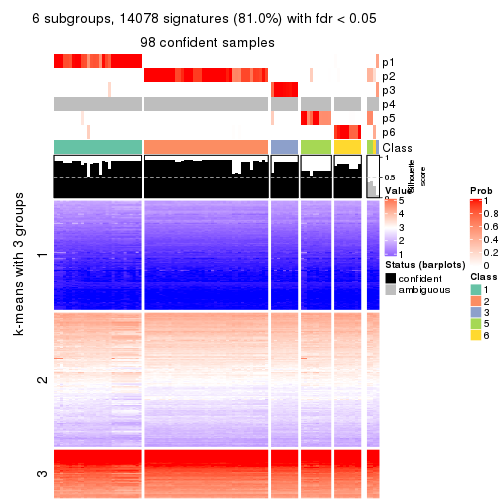 6 subgroups, 14078 signatures (81.0%) with fdr < 0.05
98 confident samples
p1
p2
p3
p4
p5
p6
Class
1
0.5
0
Silhouette
score
k-means with 3 groups
1
2
3
Value
5
4
3
2
1
Status (barplots)
confident
ambiguous
Prob
1
0.8
0.6
0.4
0.2
0
Class
1
2
3
5
6